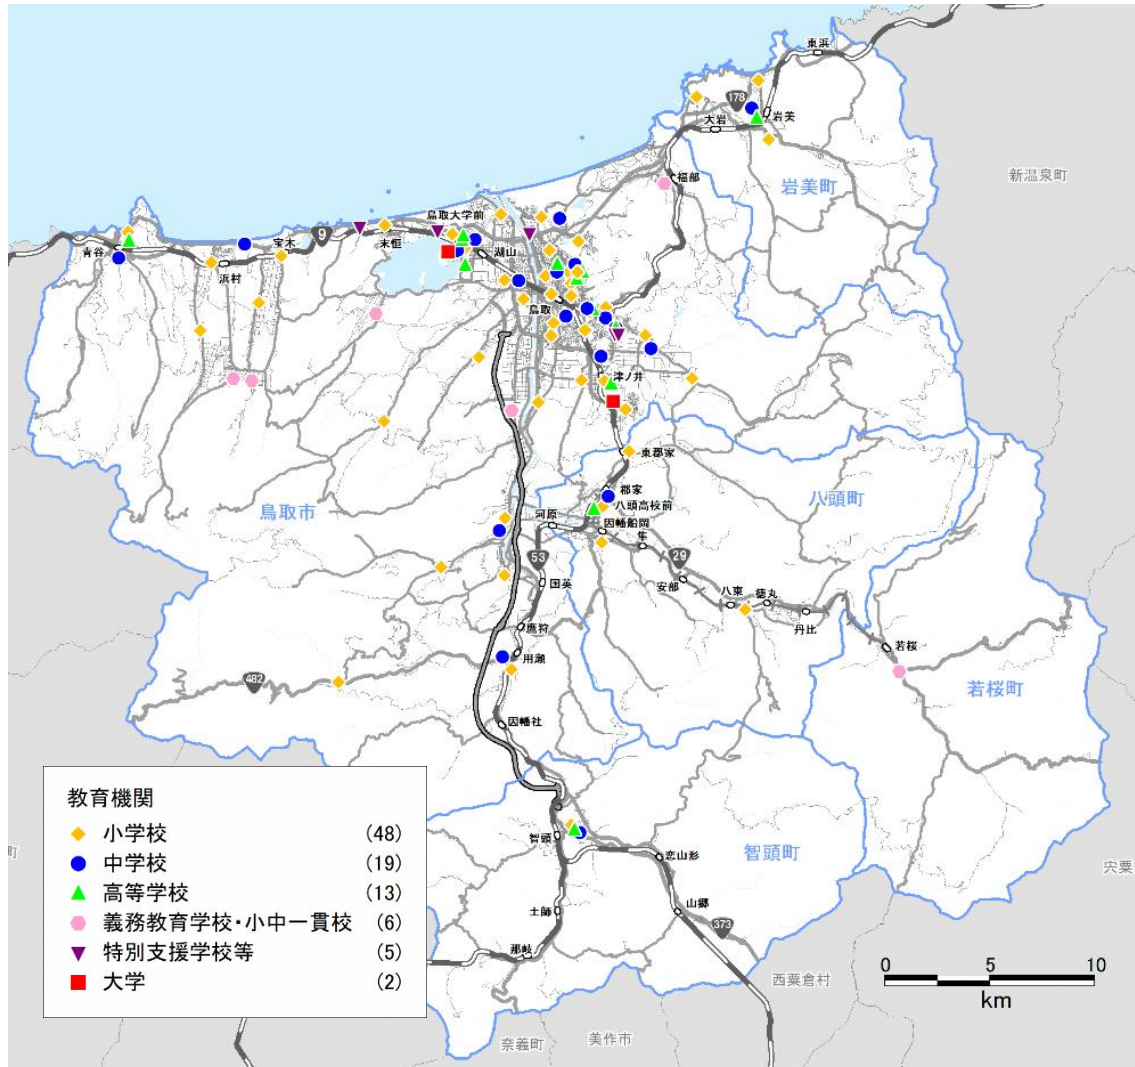 東浜
178
岩美
大岩
新温泉町
福部
岩美町
鳥取大学前
9
宝木
末恒
湖山
青谷
浜村
鳥取
津ノ井
東郡家
郡家
八頭町
八頭高校前
鳥取市
河原
因幡船岡
隼
53
29
国英
安部
八東
徳丸
丹比
鷹狩
若桜
用瀬
482
若桜町
因幡社
教育機関
小学校 (48)
中学校 (19)
高等学校 (13)
義務教育学校・小中一貫校 (6)
特別支援学校等 (5)
大学 (2)
町
智頭
恋山形
智頭町
宍粟
土師
山郷
373
那岐
西粟倉村
0 5 10
km
美作市
奈義町